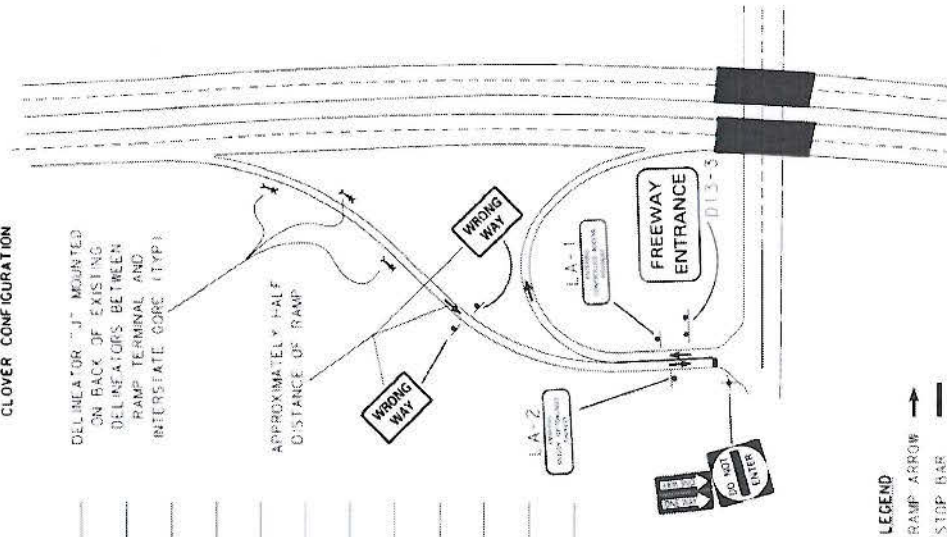 CLOVER CONFIGURATION
DELINEATOR "J" MOUNTED
ON BACK OF EXISTING
DELINEATORS BETWEEN
RAMP TERMINAL AND
INTERSTATE GORE (TYP)
APPROXIMATELY HALF
DISTANCE OF RAMP
WRONG
WAY
WRONG
WAY
LA-1
FREEWAY
ENTRANCE
D13-3
LA-2
DO NOT
ENTER
LEGEND
RAMP ARROW
STOP BAR